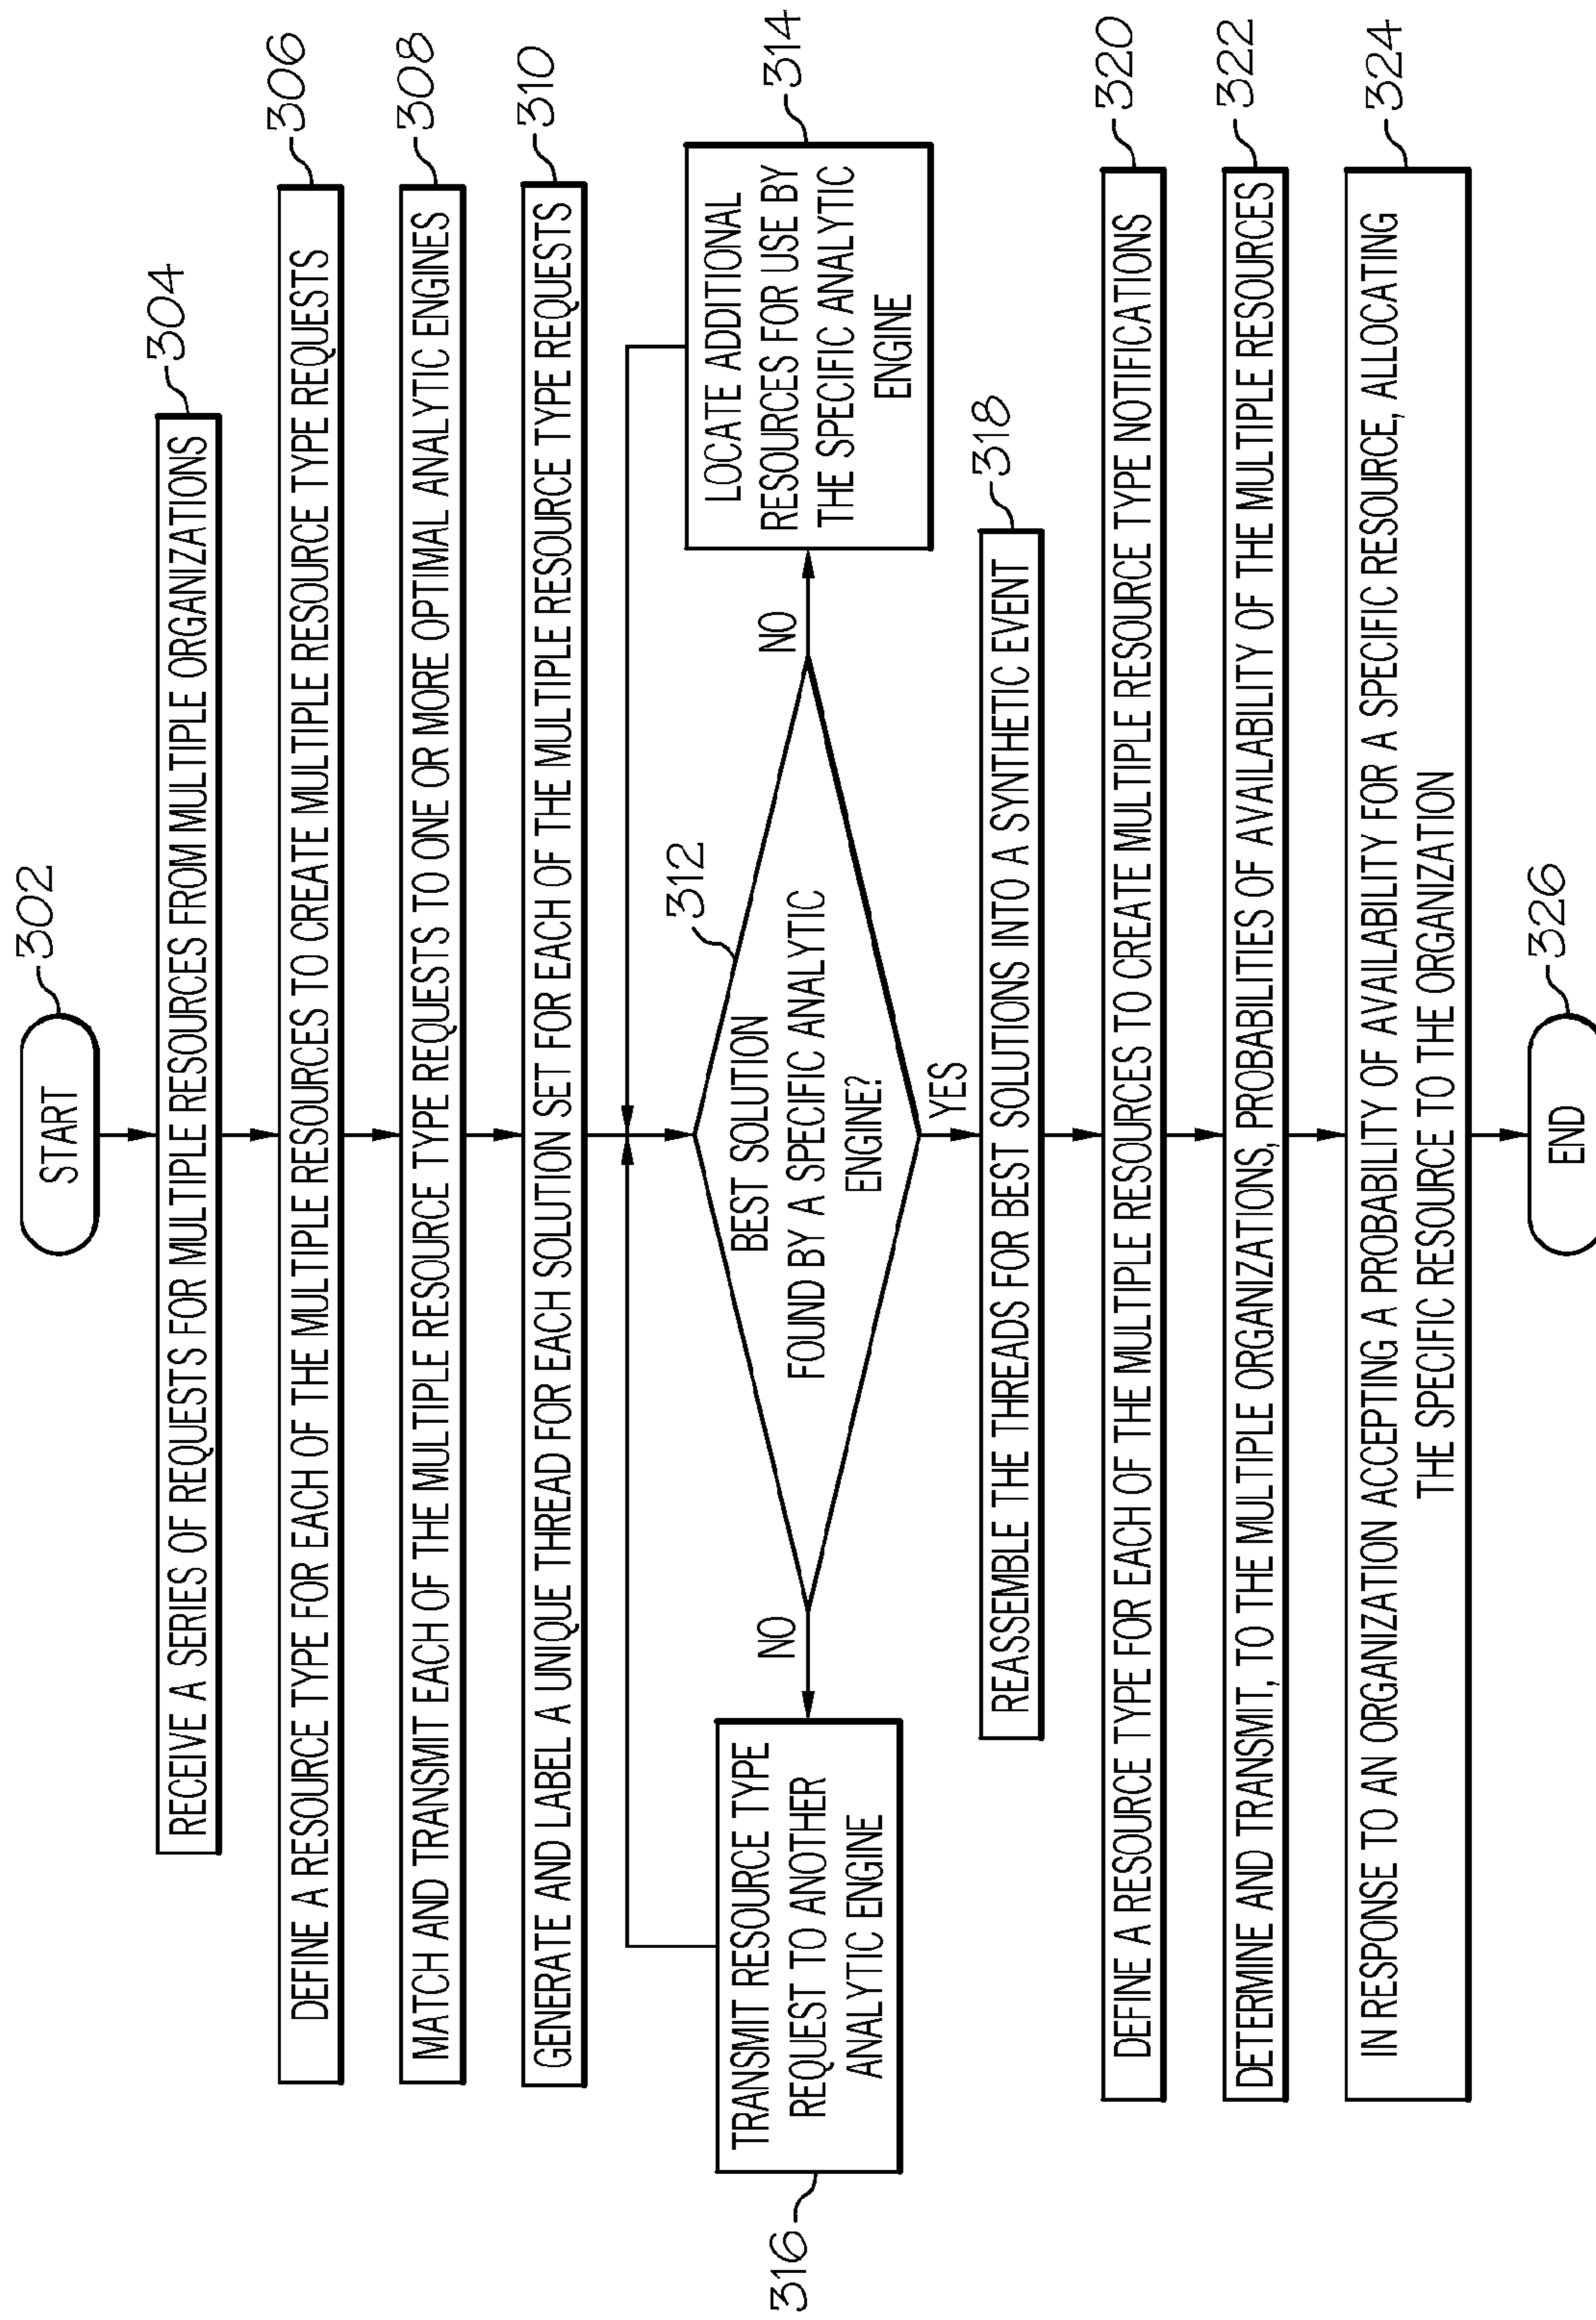 START
302
RECEIVE A SERIES OF REQUESTS FOR MULTIPLE RESOURCES FROM MULTIPLE ORGANIZATIONS
304
DEFINE A RESOURCE TYPE FOR EACH OF THE MULTIPLE RESOURCES TO CREATE MULTIPLE RESOURCE TYPE REQUESTS
306
MATCH AND TRANSMIT EACH OF THE MULTIPLE RESOURCE TYPE REQUESTS TO ONE OR MORE OPTIMAL ANALYTIC ENGINES
308
GENERATE AND LABEL A UNIQUE THREAD FOR EACH SOLUTION SET FOR EACH OF THE MULTIPLE RESOURCE TYPE REQUESTS
310
312
BEST SOLUTION
FOUND BY A SPECIFIC ANALYTIC
ENGINE?
NO
NO
YES
LOCATE ADDITIONAL
RESOURCES FOR USE BY
THE SPECIFIC ANALYTIC
ENGINE
314
TRANSMIT RESOURCE TYPE
REQUEST TO ANOTHER
ANALYTIC ENGINE
316
REASSEMBLE THE THREADS FOR BEST SOLUTIONS INTO A SYNTHETIC EVENT
318
DEFINE A RESOURCE TYPE FOR EACH OF THE MULTIPLE RESOURCES TO CREATE MULTIPLE RESOURCE TYPE NOTIFICATIONS
320
DETERMINE AND TRANSMIT, TO THE MULTIPLE ORGANIZATIONS, PROBABILITIES OF AVAILABILITY OF THE MULTIPLE RESOURCES
322
IN RESPONSE TO AN ORGANIZATION ACCEPTING A PROBABILITY OF AVAILABILITY FOR A SPECIFIC RESOURCE, ALLOCATING
THE SPECIFIC RESOURCE TO THE ORGANIZATION
324
END
326